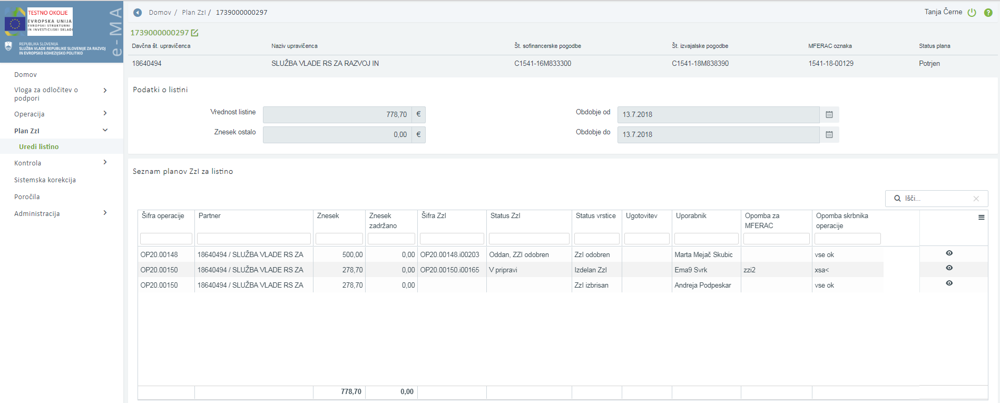 TESTNO OKOLJE
EVROPSKA UNIJA
EVROPSKI STRUKTURNI
IN INVESTICIJSKI SKLADI
REPUBLIKA SLOVENIJA
SLUŽBA VLADE REPUBLIKE SLOVENIJE ZA RAZVOJ
IN EVROPSKO KOHEZIJSKO POLITIKO
e-MA
Domov
Vloga za odločitev o
podpori
Operacija
Plan ZzI
Uredi listino
Kontrola
Sistemska korekcija
Poročila
Administracija
Domov / Plan ZzI / 1739000000297
Tanja Černe
1739000000297
Davčna št. upravičenca Naziv upravičenca Št. sofinancerske pogodbe Št. izvajalske pogodbe MFERAC oznaka Status plana
18640494 SLUŽBA VLADE RS ZA RAZVOJ IN C1541-16M833300 C1541-18M838390 1541-18-00129 Potrjen
Podatki o listini
Vrednost listine 778,70 € Obdobje od 13.7.2018
Znesek ostalo 0,00 € Obdobje do 13.7.2018
Seznam planov ZzI za listino
Išči...
Šifra operacije Partner Znesek Znesek zadržano Šifra ZzI Status ZzI Status vrstice Ugotovitev Uporabnik Opomba za MFERAC Opomba skrbnika operacije
OP20.00148 18640494 / SLUŽBA VLADE RS ZA 500,00 0,00 OP20.00148.i00203 Oddan, ZZI odobren ZzI odobren Marta Mejač Skubic vse ok
OP20.00150 18640494 / SLUŽBA VLADE RS ZA 278,70 0,00 OP20.00150.i00165 V pripravi Izdelan ZzI Ema9 Svrk zzi2 xsa<
OP20.00150 18640494 / SLUŽBA VLADE RS ZA 278,70 0,00 ZzI izbrisan Andreja Podpeskar vse ok
778,70 0,00